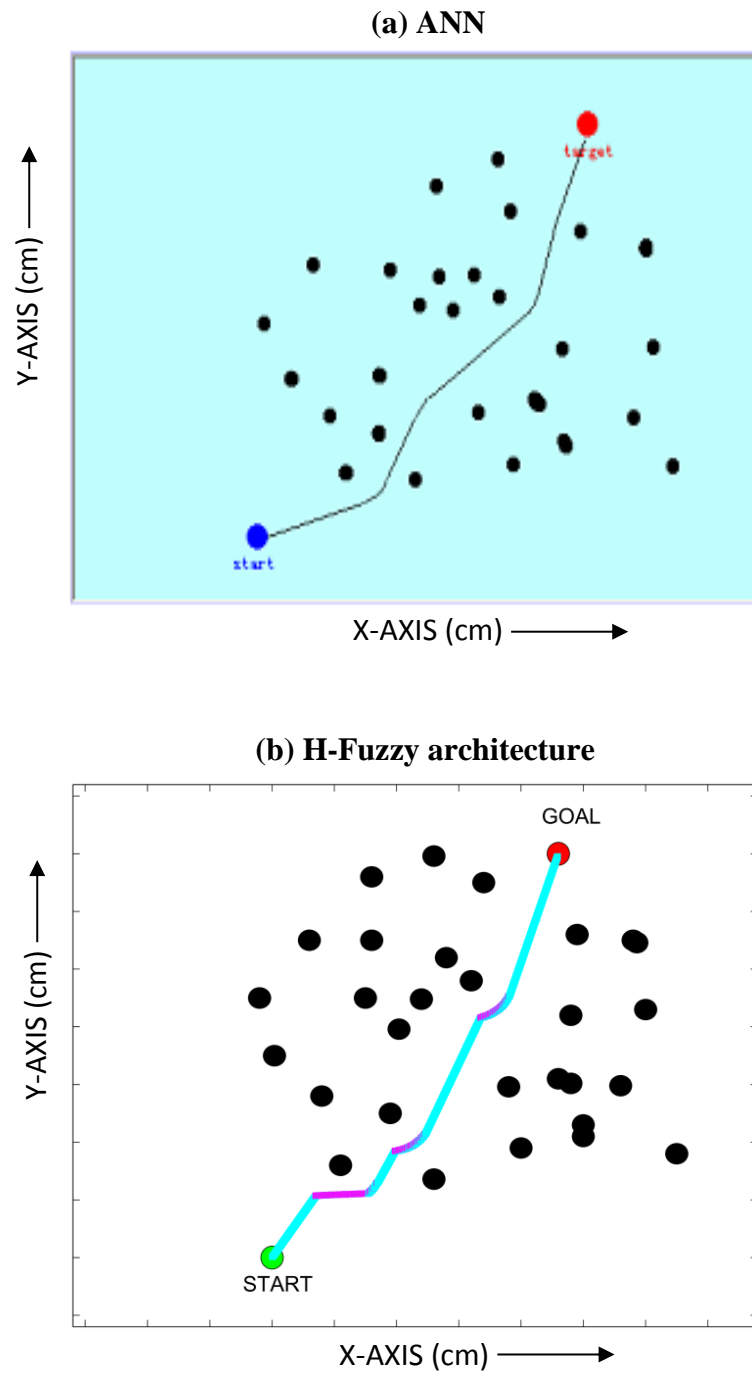 (a) ANN
target
Y-AXIS (cm)
start
X-AXIS (cm)
(b) H-Fuzzy architecture
GOAL
Y-AXIS (cm)
START
X-AXIS (cm)